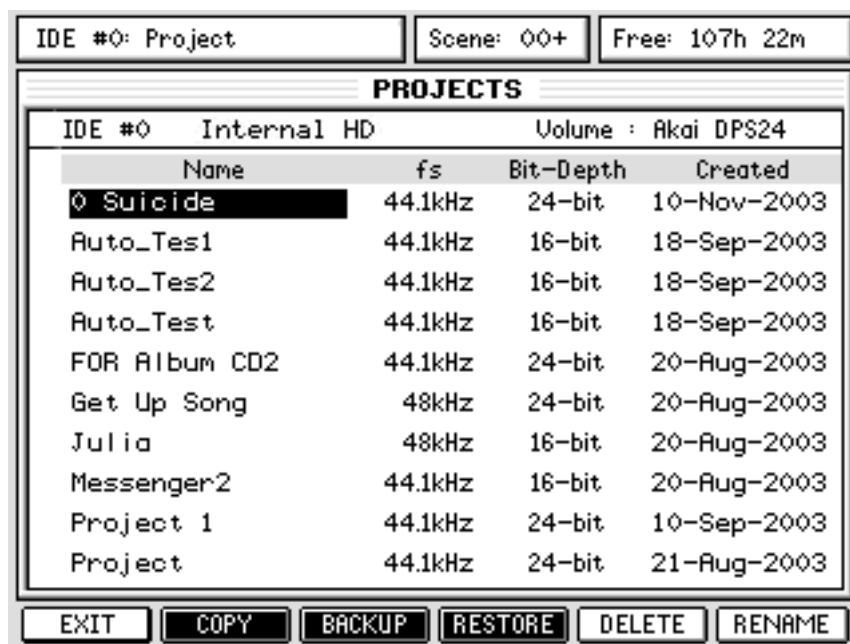 IDE #0: Project Scene: 00+ Free: 107h 22m
PROJECTS
IDE #0 Internal HD Volume : Akai DPS24
Name fs Bit-Depth Created
0 Suicide 44.1kHz 24-bit 10-Nov-2003
Auto_Tes1 44.1kHz 16-bit 18-Sep-2003
Auto_Tes2 44.1kHz 16-bit 18-Sep-2003
Auto_Test 44.1kHz 16-bit 18-Sep-2003
FOR Album CD2 44.1kHz 24-bit 20-Aug-2003
Get Up Song 48kHz 24-bit 20-Aug-2003
Julia 48kHz 16-bit 20-Aug-2003
Messenger2 44.1kHz 16-bit 20-Aug-2003
Project 1 44.1kHz 24-bit 10-Sep-2003
Project 44.1kHz 24-bit 21-Aug-2003
EXIT COPY BACKUP RESTORE DELETE RENAME